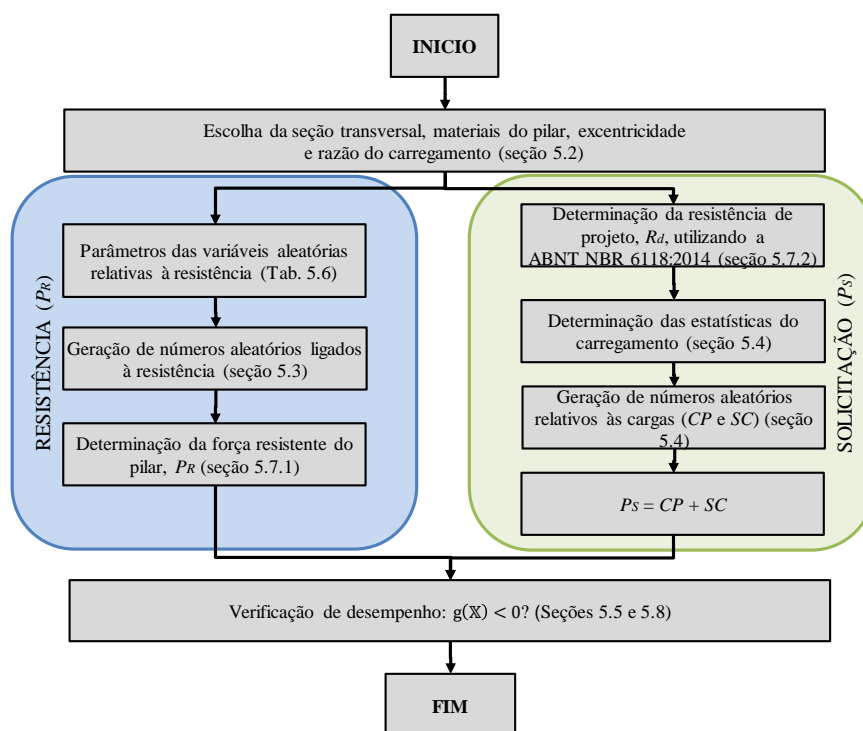 INICIO
Escolha da seção transversal, materiais do pilar, excentricidade
e razão do carregamento (seção 5.2)
RESISTÊNCIA (PR)
Parâmetros das variáveis aleatórias
relativas à resistência (Tab. 5.6)
Geração de números aleatórios ligados
à resistência (seção 5.3)
Determinação da força resistente do
pilar, PR (seção 5.7.1)
Determinação da resistência de
projeto, Rd, utilizando a
ABNT NBR 6118:2014 (seção 5.7.2)
Determinação das estatísticas do
carregamento (seção 5.4)
Geração de números aleatórios
relativos às cargas (CP e SC) (seção
5.4)
PS = CP + SC
SOLICITAÇÃO (PS)
Verificação de desempenho: g(𝕏) < 0? (Seções 5.5 e 5.8)
FIM